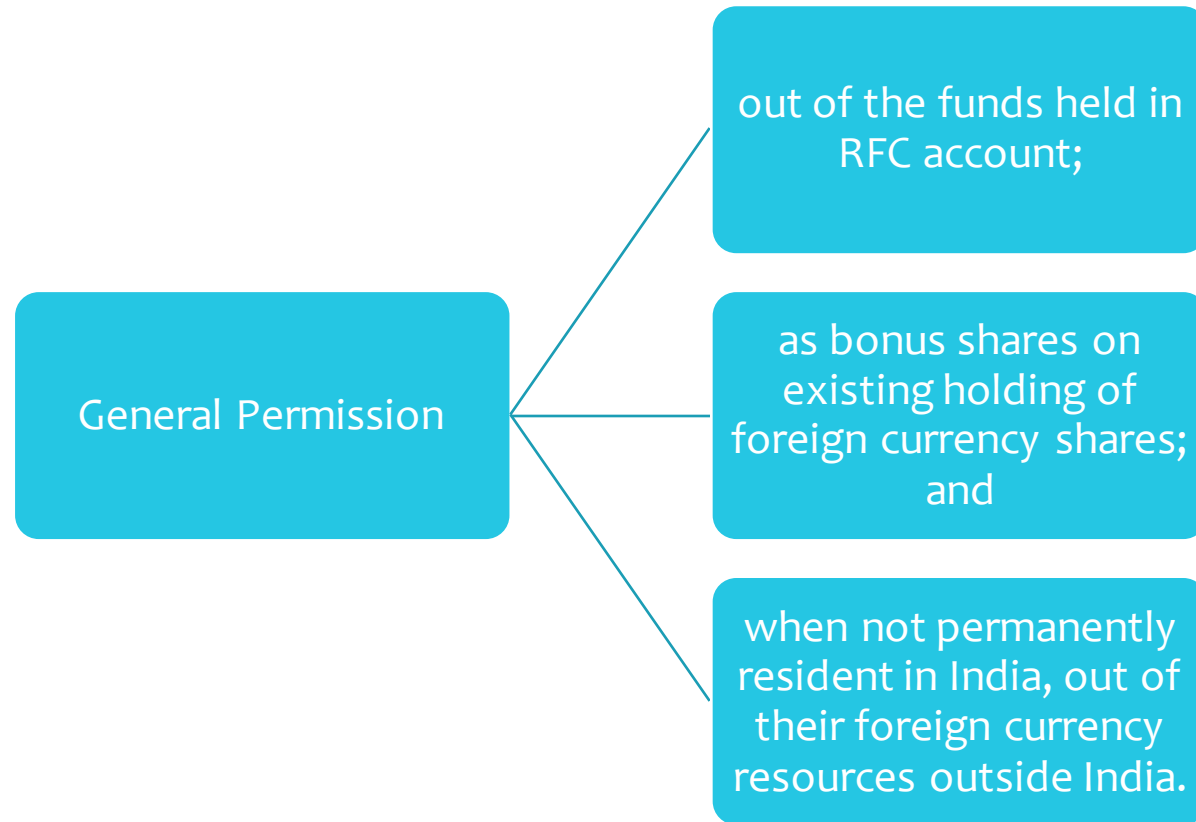 General Permission
out of the funds held in
RFC account;
as bonus shares on
existing holding of
foreign currency shares;
and
when not permanently
resident in India, out of
their foreign currency
resources outside India.